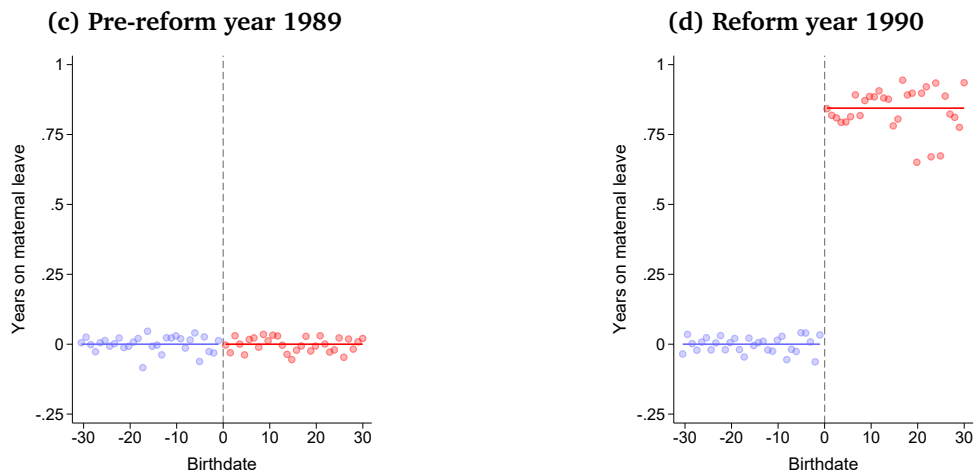 (c) Pre-reform year 1989
1
.75
.5
.25
0
-.25
Years on maternal leave
-30 -20 -10 0 10 20 30
Birthdate
(d) Reform year 1990
1
.75
.5
.25
0
-.25
Years on maternal leave
-30 -20 -10 0 10 20 30
Birthdate